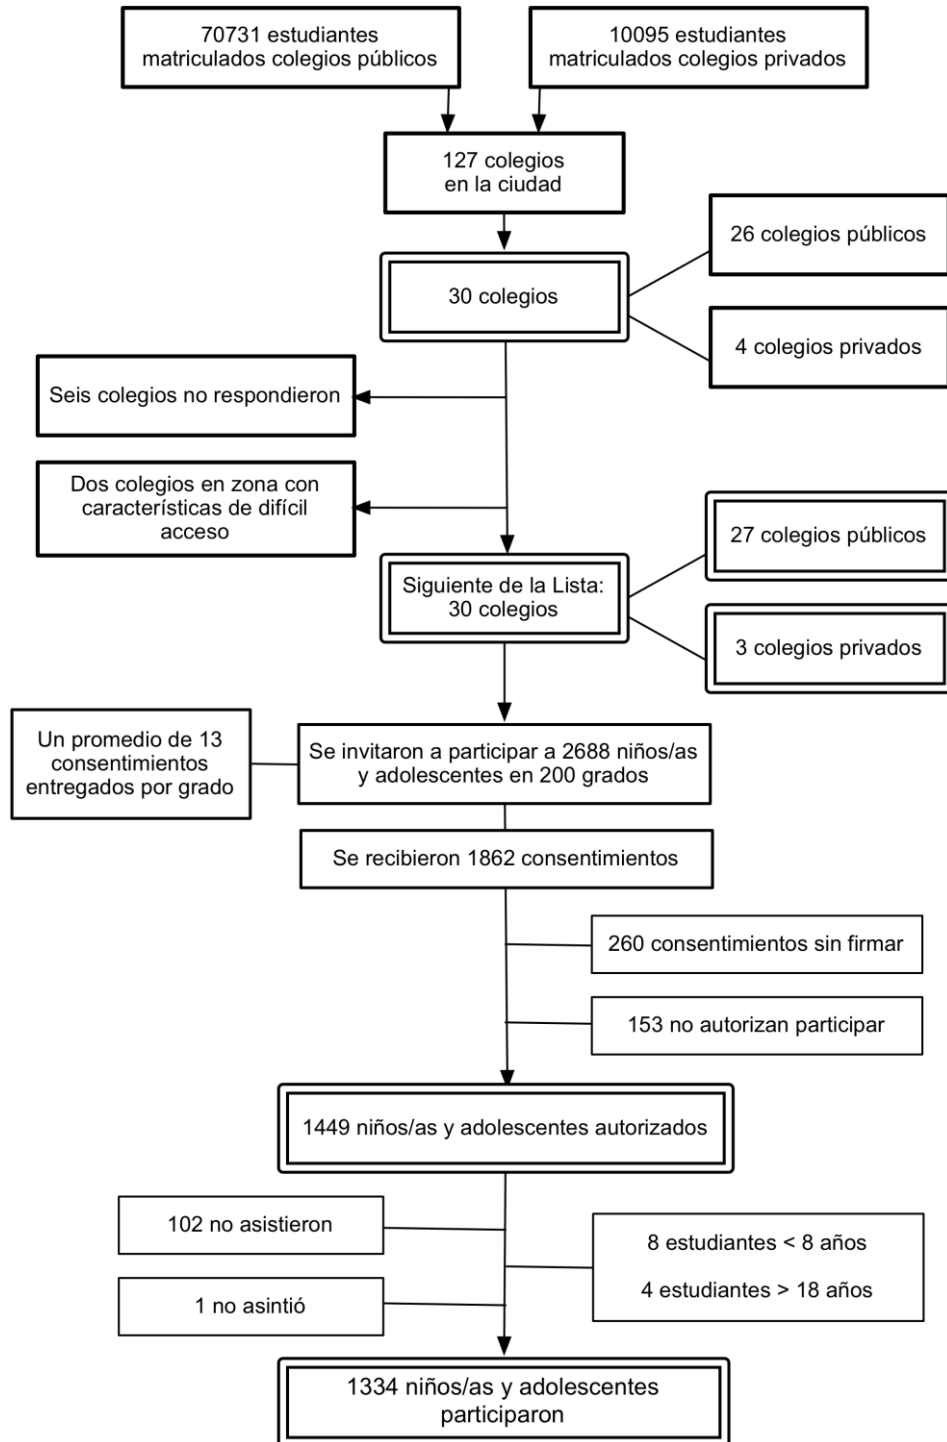 70731 estudiantes
matriculados colegios públicos
10095 estudiantes
matriculados colegios privados
127 colegios
en la ciudad
26 colegios públicos
30 colegios
4 colegios privados
Seis colegios no respondieron
Dos colegios en zona con
características de difícil
acceso
27 colegios públicos
Siguiente de la Lista:
30 colegios
3 colegios privados
Un promedio de 13
consentimientos
entregados por grado
Se invitaron a participar a 2688 niños/as
y adolescentes en 200 grados
Se recibieron 1862 consentimientos
260 consentimientos sin firmar
153 no autorizan participar
1449 niños/as y adolescentes autorizados
102 no asistieron
8 estudiantes < 8 años
4 estudiantes > 18 años
1 no asintió
1334 niños/as y adolescentes
participaron